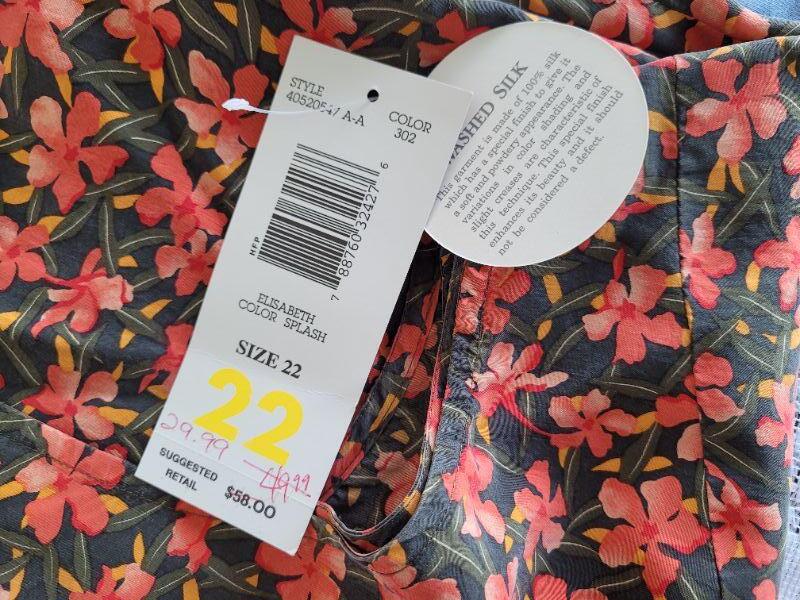 STYLE
40520547 A-A
COLOR
302
HFP
7 88760 32427 6
ELISABETH
COLOR SPLASH
SIZE 22
22
29.99
49.99
SUGGESTED
RETAIL
$58.00
WASHED SILK
This garment is made of 100% silk
which has a special finish to give it
a soft and powdery appearance. The
variations in color shading and
slight creases are characteristic of
this technique. This special finish
enhances its beauty and it should
not be considered a defect.